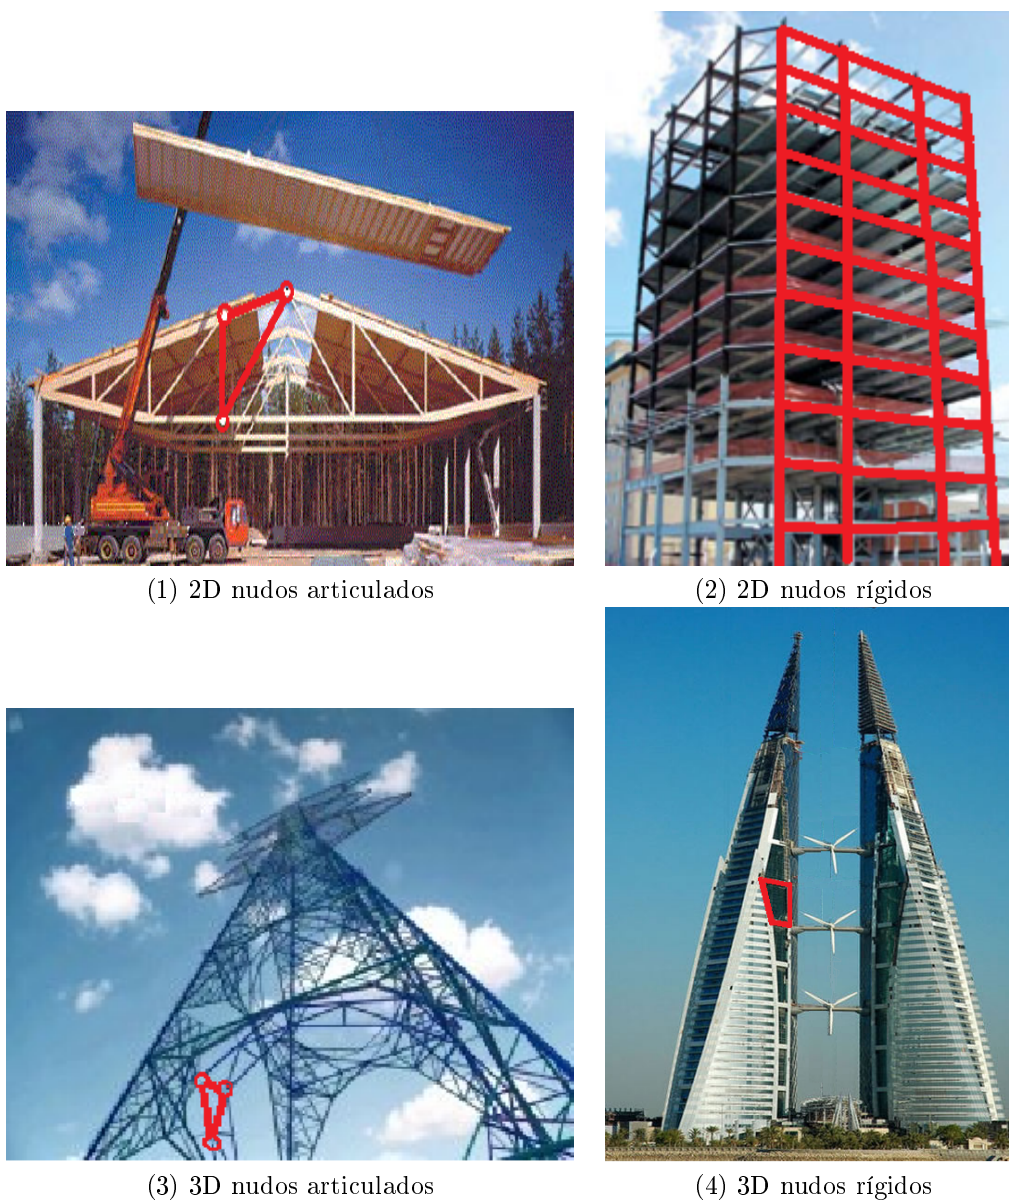 (1) 2D nudos articulados
(2) 2D nudos rígidos
(3) 3D nudos articulados
(4) 3D nudos rígidos